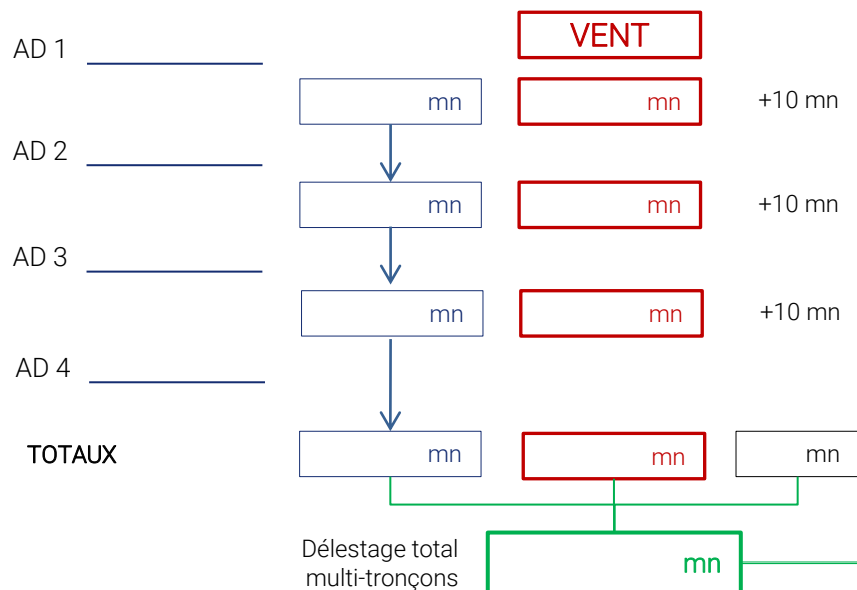 AD 1
VENT
mn mn +10 mn
AD 2
mn mn +10 mn
AD 3
mn mn +10 mn
AD 4
TOTAUX mn mn mn
Délestage total
multi-tronçons
mn